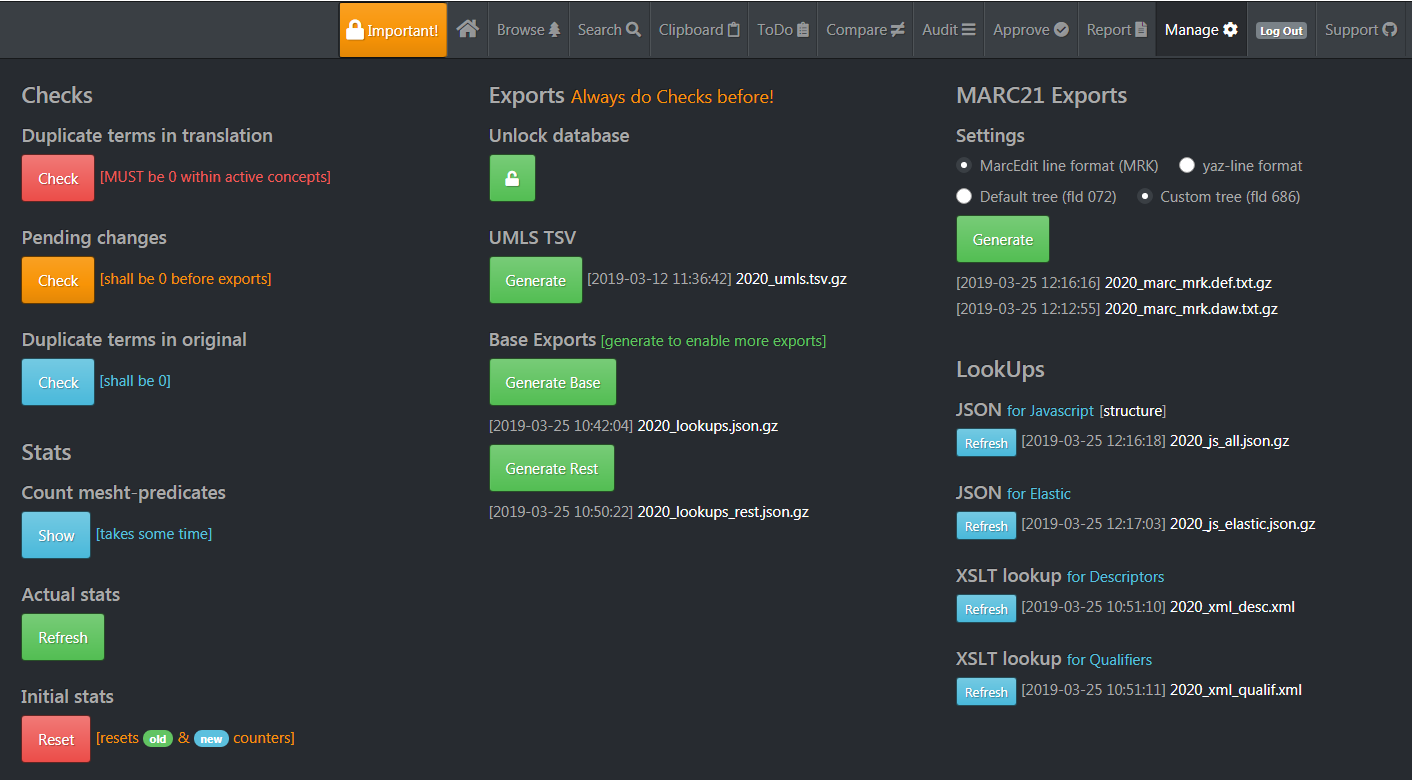 Important! Browse Search Clipboard ToDo Compare Audit Approve Report Manage Log Out Support
Checks
Duplicate terms in translation
Check [MUST be 0 within active concepts]
Pending changes
Check [shall be 0 before exports]
Duplicate terms in original
Check [shall be 0]
Stats
Count mesht-predicates
Show [takes some time]
Actual stats
Refresh
Initial stats
Reset [resets old & new counters]
Exports Always do Checks before!
Unlock database
UMLS TSV
Generate [2019-03-12 11:36:42] 2020_umls.tsv.gz
Base Exports [generate to enable more exports]
Generate Base
[2019-03-25 10:42:04] 2020_lookups.json.gz
Generate Rest
[2019-03-25 10:50:22] 2020_lookups_rest.json.gz
MARC21 Exports
Settings
MarcEdit line format (MRK) yaz-line format
Default tree (fld 072) Custom tree (fld 686)
Generate
[2019-03-25 12:16:16] 2020_marc_mrk.def.txt.gz
[2019-03-25 12:12:55] 2020_marc_mrk.daw.txt.gz
LookUps
JSON for Javascript [structure]
Refresh [2019-03-25 12:16:18] 2020_js_all.json.gz
JSON for Elastic
Refresh [2019-03-25 12:17:03] 2020_js_elastic.json.gz
XSLT lookup for Descriptors
Refresh [2019-03-25 10:51:10] 2020_xml_desc.xml
XSLT lookup for Qualifiers
Refresh [2019-03-25 10:51:11] 2020_xml_qualif.xml